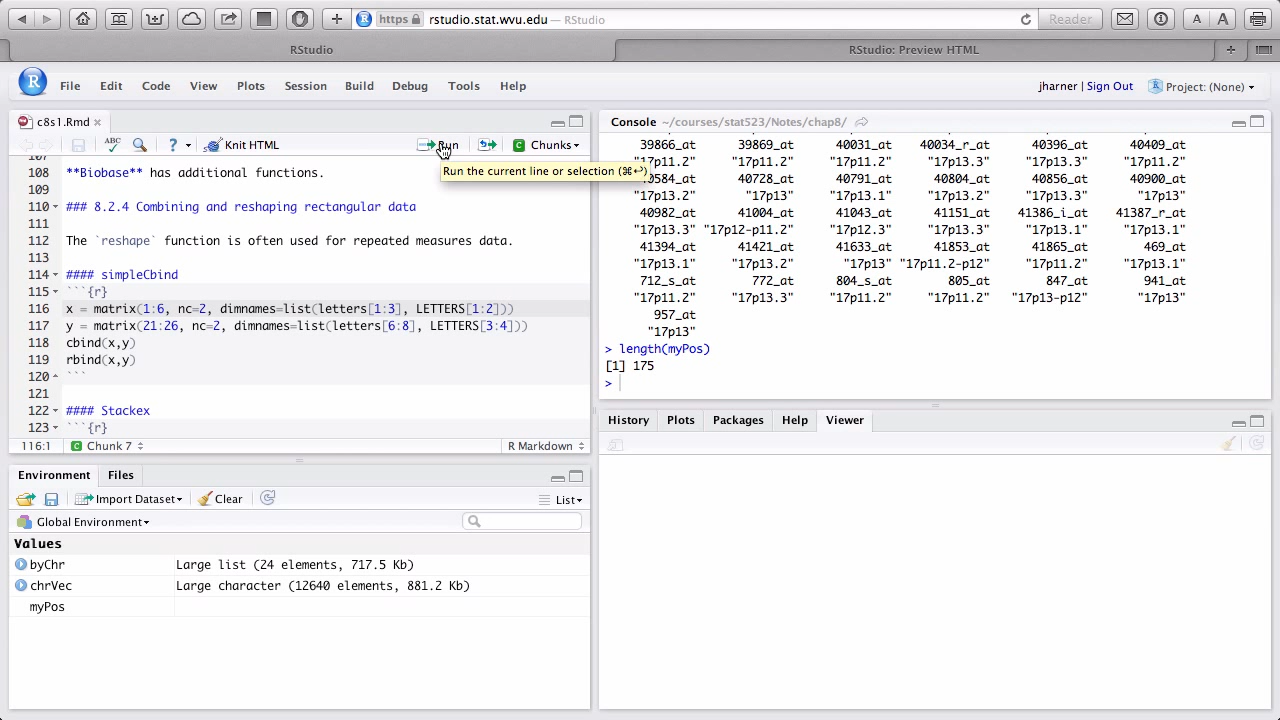 https rstudio.stat.wvu.edu — RStudio
Reader
A A
RStudio
RStudio: Preview HTML
R File Edit Code View Plots Session Build Debug Tools Help
jharner | Sign Out Project: (None)
c8s1.Rmd
ABC ? Knit HTML Run Chunks
Run the current line or selection (⌘↩)
107
108 **Biobase** has additional functions.
109
110 ### 8.2.4 Combining and reshaping rectangular data
111
112 The `reshape` function is often used for repeated measures data.
113
114 #### simpleCbind
115 ```{r}
116 x = matrix(1:6, nc=2, dimnames=list(letters[1:3], LETTERS[1:2]))
117 y = matrix(21:26, nc=2, dimnames=list(letters[6:8], LETTERS[3:4]))
118 cbind(x,y)
119 rbind(x,y)
120 ```
121
122 #### Stackex
123 ```{r}
116:1 C Chunk 7 R Markdown
Console ~/courses/stat523/Notes/chap8/
39866_at 39869_at 40031_at 40034_r_at 40396_at 40409_at
"17p11.2" "17p11.2" "17p11.2" "17p13.3" "17p13.3" "17p11.2"
40584_at 40728_at 40791_at 40804_at 40856_at 40900_at
"17p13.2" "17p13" "17p13.1" "17p13.2" "17p13.3" "17p13"
40982_at 41004_at 41043_at 41151_at 41386_i_at 41387_r_at
"17p13.3" "17p12-p11.2" "17p12.3" "17p13.3" "17p13.1" "17p13.1"
41394_at 41421_at 41633_at 41853_at 41865_at 469_at
"17p13.1" "17p13.2" "17p13" "17p11.2-p12" "17p11.2" "17p13.1"
712_s_at 772_at 804_s_at 805_at 847_at 941_at
"17p11.2" "17p13.3" "17p11.2" "17p11.2" "17p13-p12" "17p13"
957_at
"17p13"
> length(myPos)
[1] 175
>
Environment Files
Import Dataset Clear List
Global Environment
Values
byChr Large list (24 elements, 717.5 Kb)
chrVec Large character (12640 elements, 881.2 Kb)
myPos
History Plots Packages Help Viewer